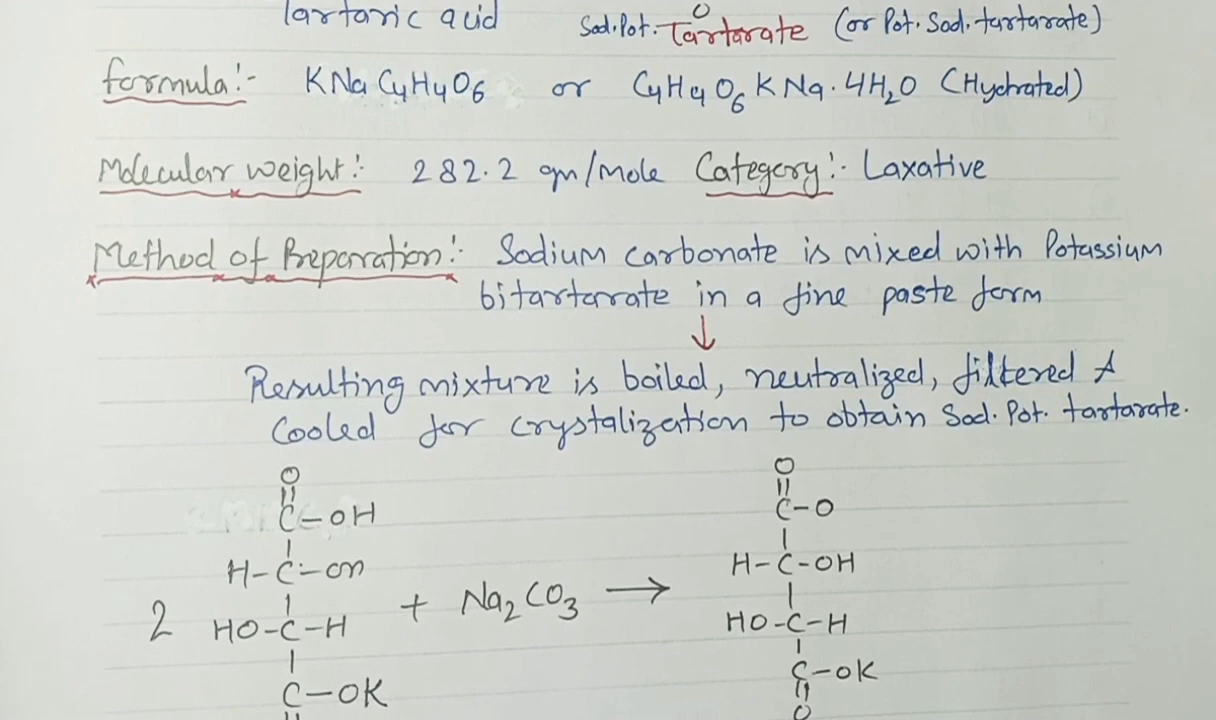 Tartaric acid Sod. Pot. Tartarate (or Pot. Sod. tartarate)
O
formula:- KNa C4H4O6 or C4H4O6 KNa. 4H2O (Hydrated)
Molecular weight:- 282.2 gm/mole Category:- Laxative
Method of Preparation:- Sodium carbonate is mixed with Potassium
bitartarate in a fine paste form
↓
Resulting mixture is boiled, neutralized, filtered &
Cooled for crystalization to obtain Sod. Pot. tartarate.
O O
|| ||
C-OH C-O
| |
H-C-OH H-C-OH
| |
2 HO-C-H + Na2CO3 → HO-C-H
| |
C-OK C-OK
|| ||
O